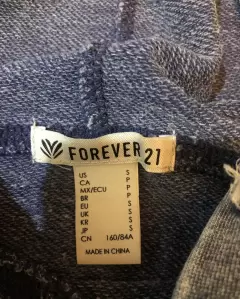 FOREVER 21
US S
CA P
MX/ECU P
BR P
EU S
UK S
KR S
JP S
CN 160/84A
MADE IN CHINA